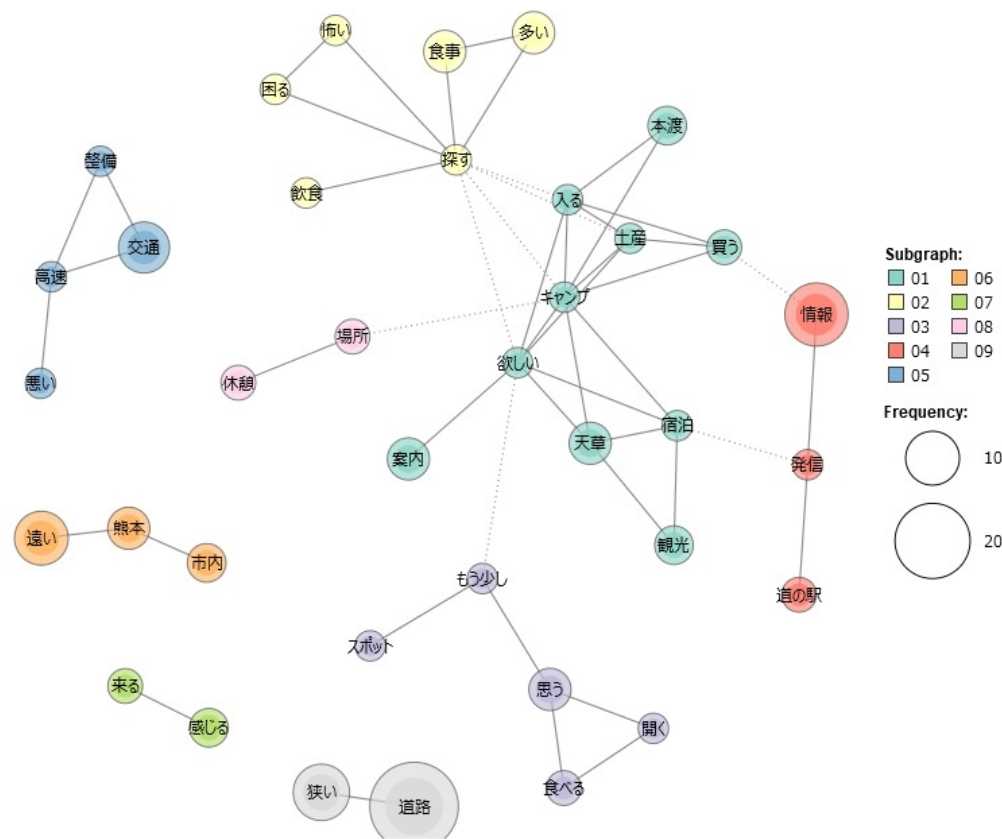 怖い
多い
食事
困る
本渡
探す
整備
飲食
入る
土産
買う
交通
高速
キャンプ
情報
場所
欲しい
休憩
悪い
宿泊
天草
案内
発信
熊本
遠い
観光
市内
もう少し
道の駅
スポット
来る
思う
感じる
開く
食べる
狭い
道路
Subgraph:
01 06
02 07
03 08
04 09
05
Frequency:
10
20